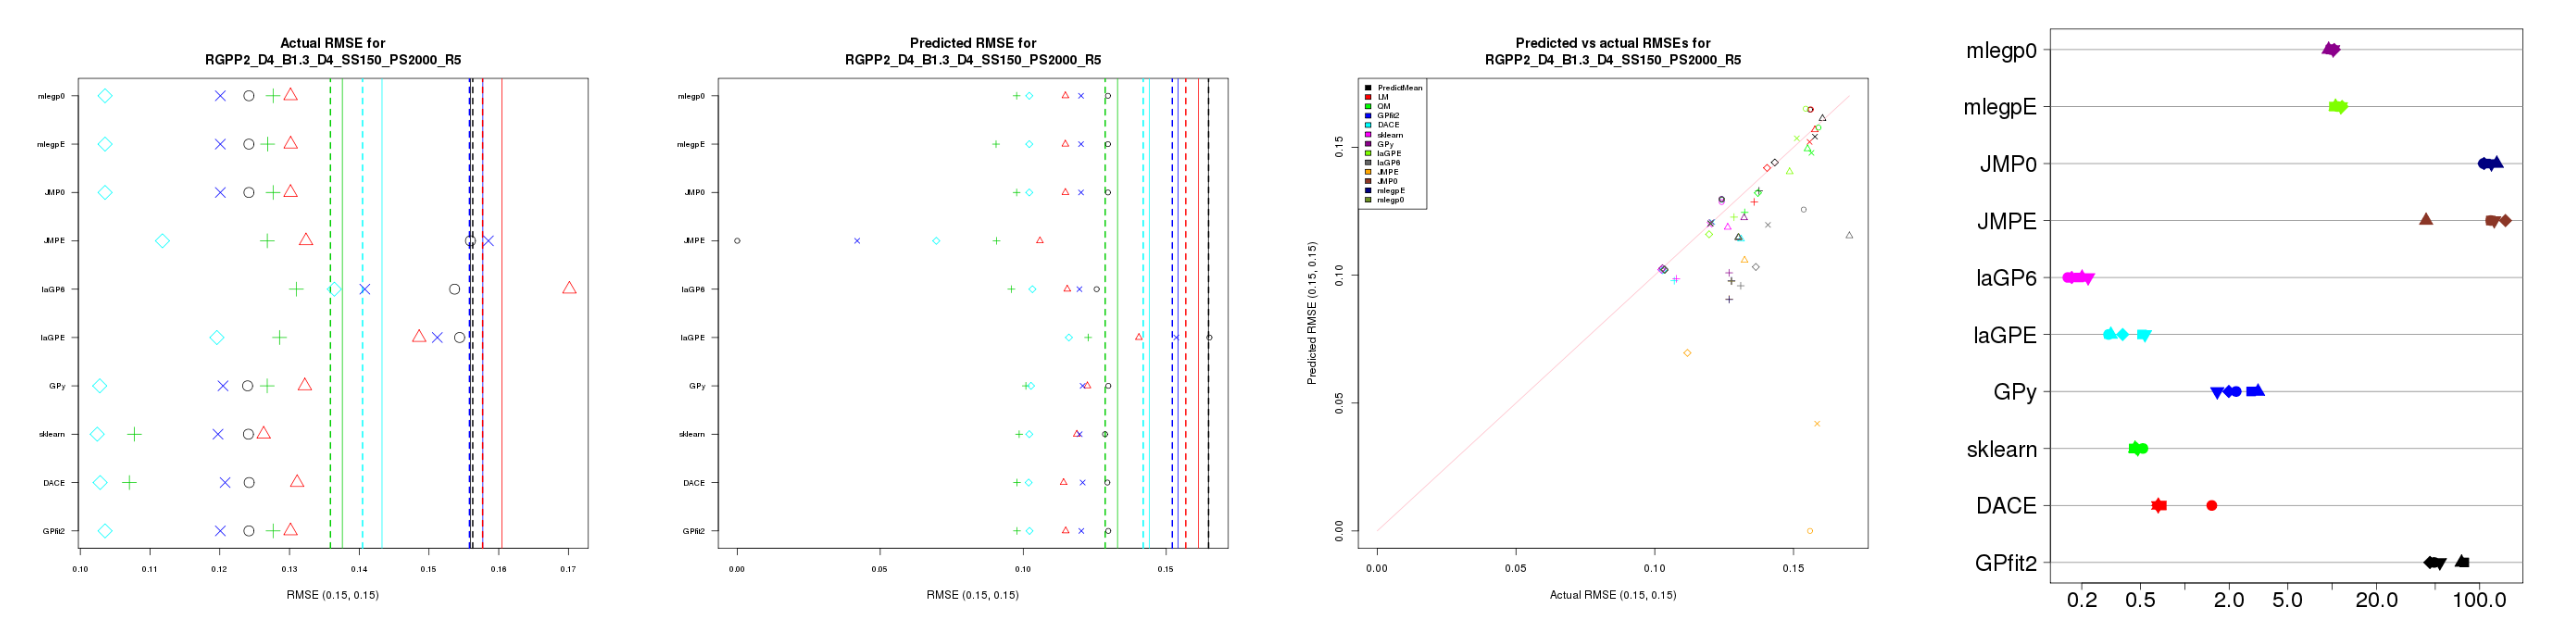 Actual RMSE for
RGPP2_D4_B1.3_D4_SS150_PS2000_R5
mlegp0
mlegpE
JMP0
JMPE
laGP6
laGPE
GPy
sklearn
DACE
GPfit2
0.10 0.11 0.12 0.13 0.14 0.15 0.16 0.17
RMSE (0.15, 0.15)
Predicted RMSE for
RGPP2_D4_B1.3_D4_SS150_PS2000_R5
mlegp0
mlegpE
JMP0
JMPE
laGP6
laGPE
GPy
sklearn
DACE
GPfit2
0.00 0.05 0.10 0.15
RMSE (0.15, 0.15)
Predicted vs actual RMSEs for
RGPP2_D4_B1.3_D4_SS150_PS2000_R5
PredictMean
LM
QM
GPfit2
DACE
sklearn
GPy
laGPE
laGP6
JMPE
JMP0
mlegpE
mlegp0
Predicted RMSE (0.15, 0.15)
0.15
0.10
0.05
0.00
0.00 0.05 0.10 0.15
Actual RMSE (0.15, 0.15)
mlegp0
mlegpE
JMP0
JMPE
laGP6
laGPE
GPy
sklearn
DACE
GPfit2
0.2 0.5 2.0 5.0 20.0 100.0